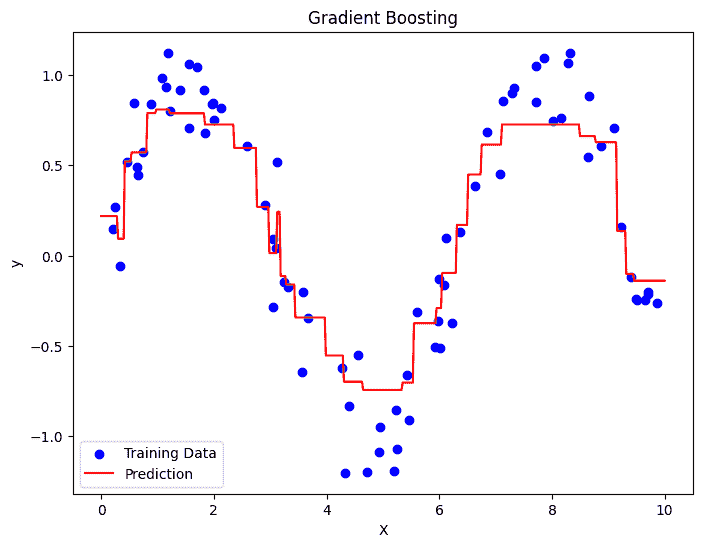 Gradient Boosting
1.0
0.5
0.0
−0.5
−1.0
y
Training Data
Prediction
0 2 4 6 8 10
X